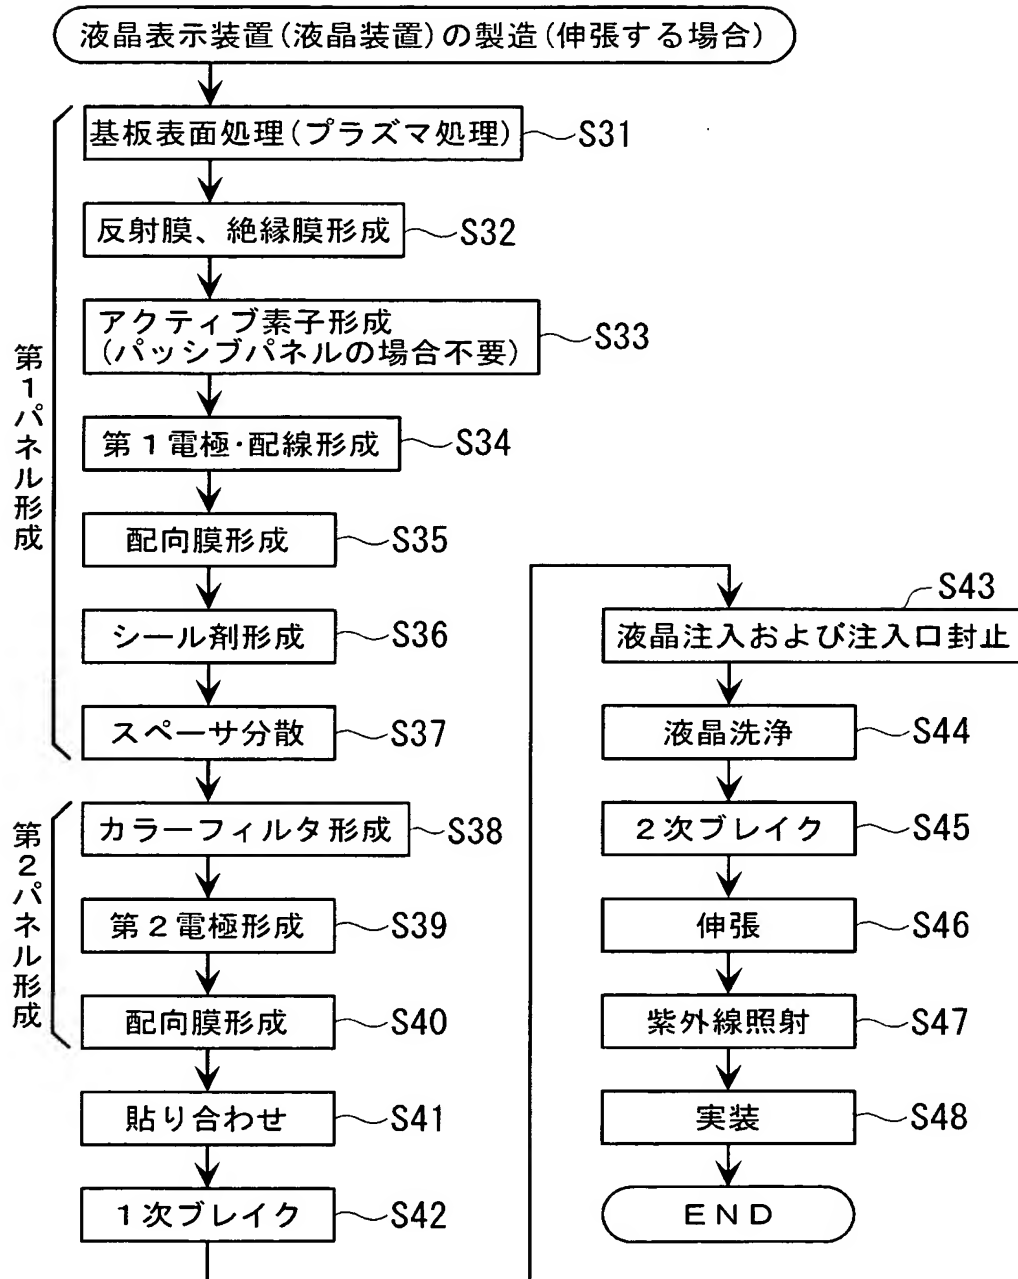 液晶表示装置(液晶装置)の製造(伸張する場合)
第1パネル形成
基板表面処理(プラズマ処理)
S31
反射膜、絶縁膜形成
S32
アクティブ素子形成
(パッシブパネルの場合不要)
S33
第1電極・配線形成
S34
配向膜形成
S35
シール剤形成
S36
スペーサ分散
S37
第2パネル形成
カラーフィルタ形成
S38
第2電極形成
S39
配向膜形成
S40
貼り合わせ
S41
1次ブレイク
S42
S43
液晶注入および注入口封止
液晶洗浄
S44
2次ブレイク
S45
伸張
S46
紫外線照射
S47
実装
S48
END